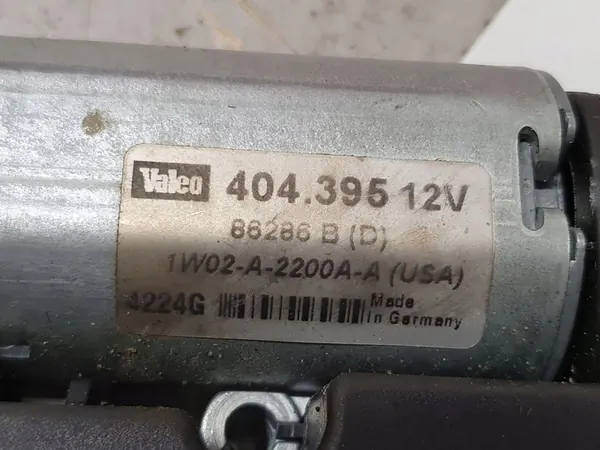 Valeo 404.395 12V
86286 B (D)
1W02-A-2200A-A (USA)
4224G Made
in Germany